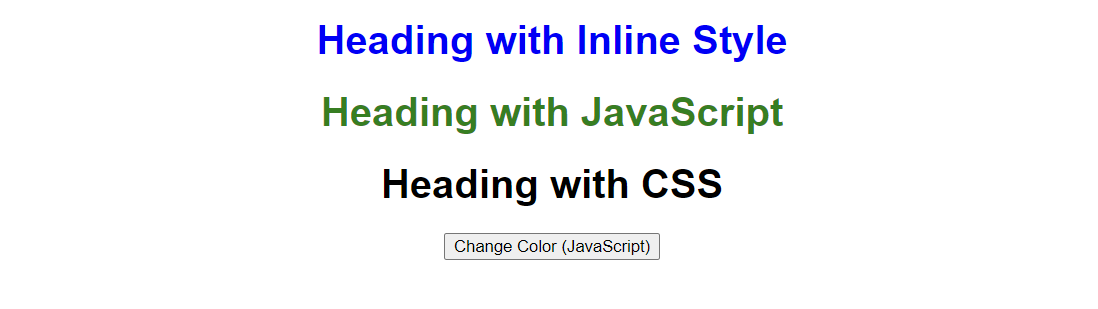 Heading with Inline Style
Heading with JavaScript
Heading with CSS
Change Color (JavaScript)